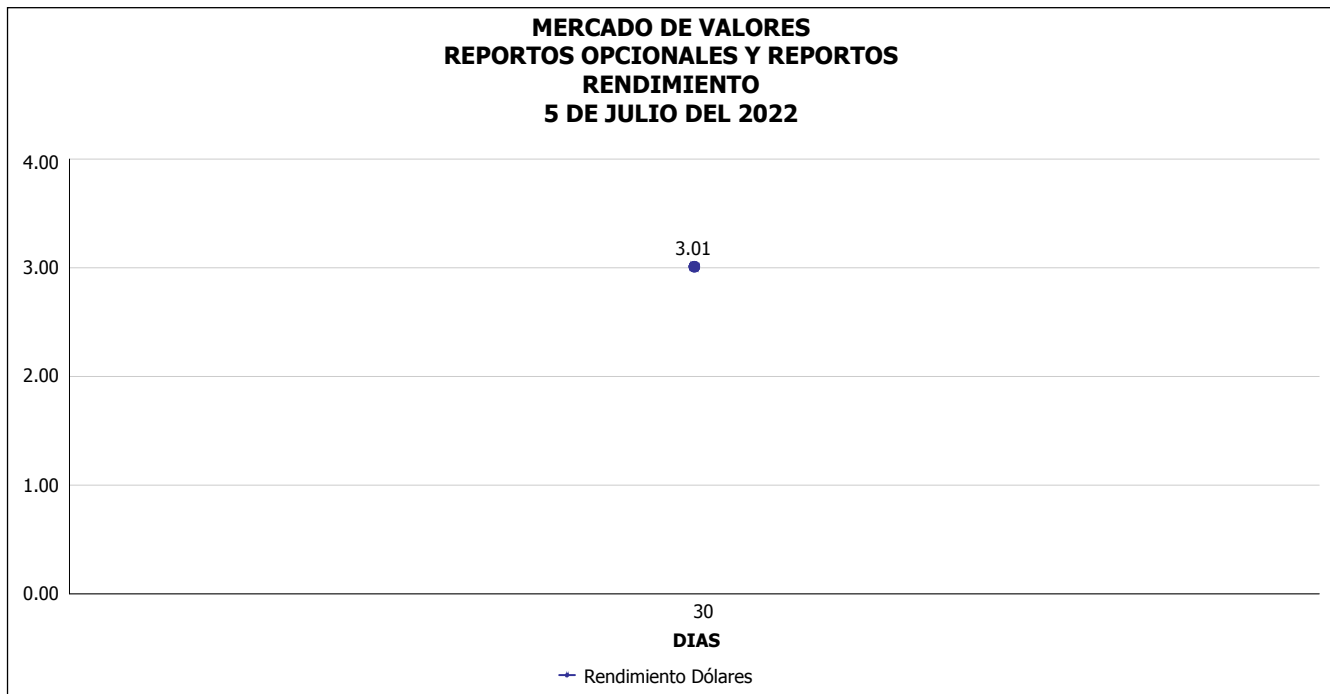 MERCADO DE VALORES
REPORTOS OPCIONALES Y REPORTOS
RENDIMIENTO
5 DE JULIO DEL 2022
4.00
3.01
3.00
2.00
1.00
0.00
30
DIAS
Rendimiento Dólares